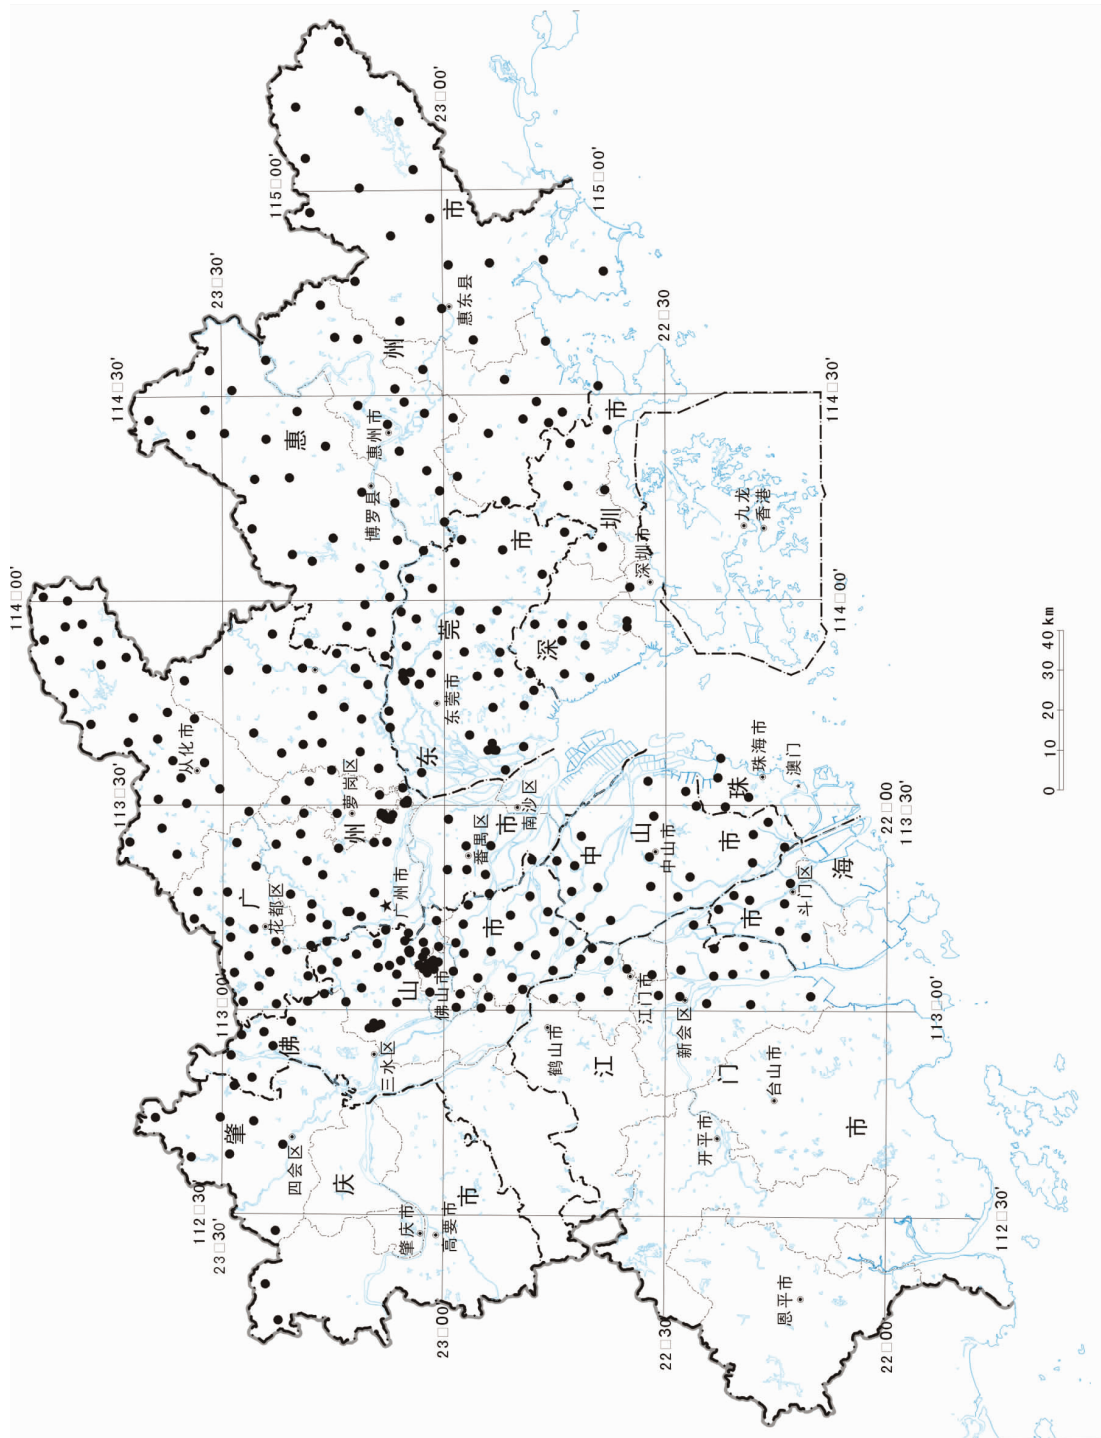 114□00'
113□30'
114□30'
112□30'
23□30'
113□00'
23□30'
115□00'
从化市
肇
广
花都区
四会区
佛
惠
庆
萝岗区
州
博罗县
惠州市
三水区
广州市
州
肇庆市
山
高要市
佛山市
23□00'
市
东
东莞市
莞
市
惠东县
23□00'
番禺区
市
市
南沙区
市
深
鹤山市
江
中
115□00'
圳
市
江门市
山
中山市
深圳市
22□30'
22□30
新会区
开平市
门
市
珠
市
珠海市
九龙
香港
台山市
恩平市
斗门区
澳门
市
海
114□30'
114□00'
22□00'
22□00
113□30'
113□00'
112□30'
0 10 20 30 40 km